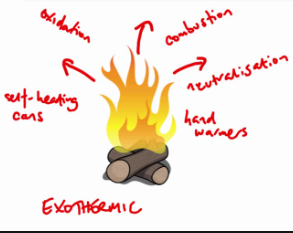 oxidation
combustion
neutralisation
self-heating
cans
hand
warmers
EXOTHERMIC